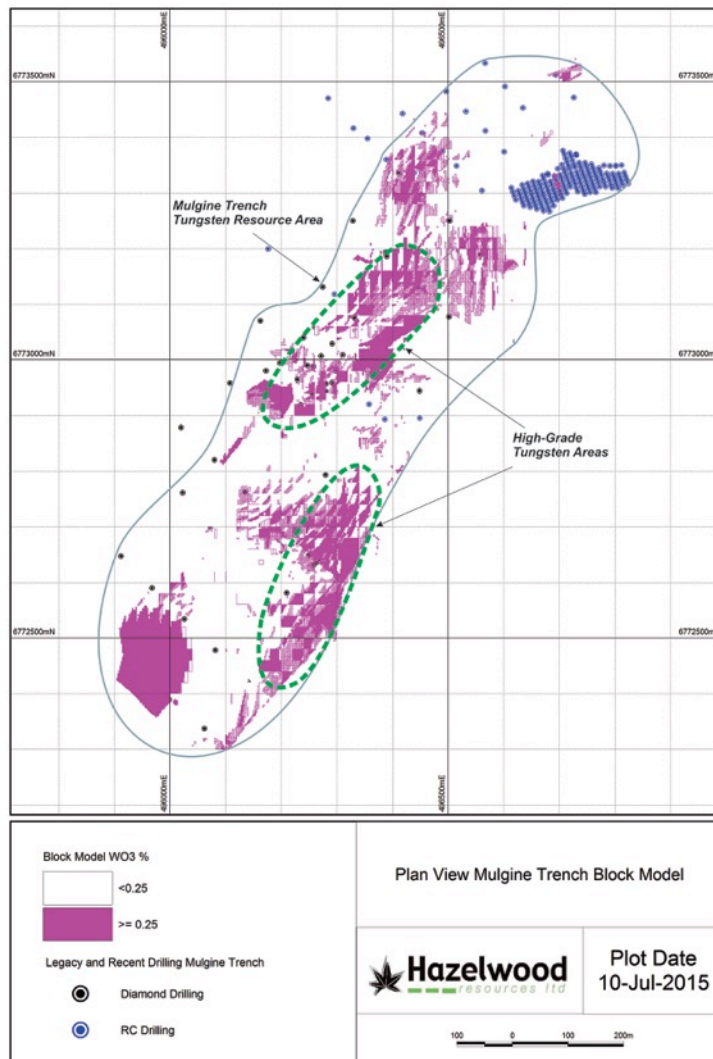 496000mE
496500mE
6773500mN
6773500mN
Mulgine Trench
Tungsten Resource Area
6773000mN
6773000mN
High-Grade
Tungsten Areas
6772500mN
6772500mN
496000mE
496500mE
Block Model WO3 %
<0.25
>= 0.25
Legacy and Recent Drilling Mulgine Trench
Diamond Drilling
RC Drilling
Plan View Mulgine Trench Block Model
Hazelwood
resources ltd
Plot Date
10-Jul-2015
100 0 100 200m